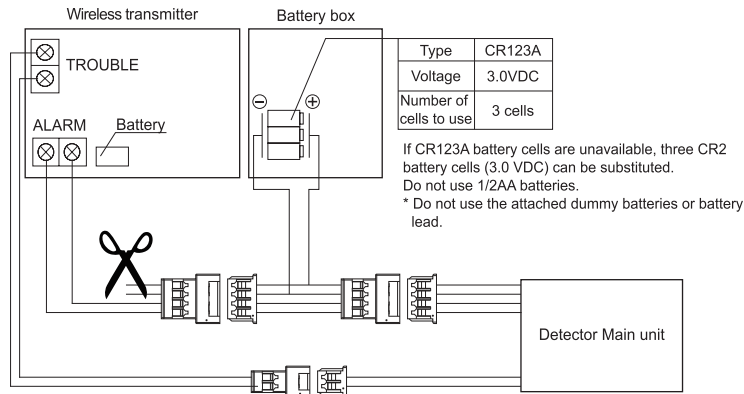 Wireless transmitter
Battery box
TROUBLE
ALARM
Battery
⊖ ⊕
Type CR123A
Voltage 3.0VDC
Number of
cells to use 3 cells
If CR123A battery cells are unavailable, three CR2
battery cells (3.0 VDC) can be substituted.
Do not use 1/2AA batteries.
* Do not use the attached dummy batteries or battery
lead.
Detector Main unit